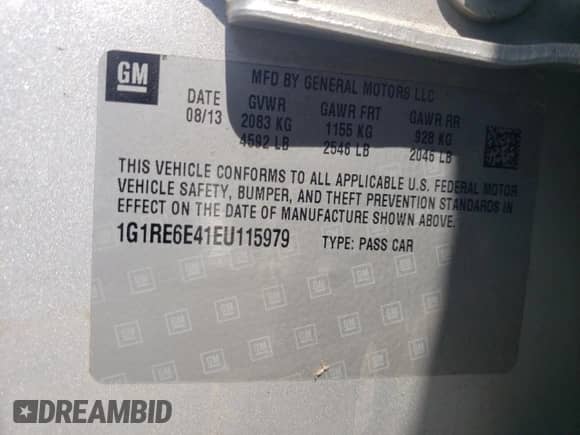 GM
MFD BY GENERAL MOTORS LLC
DATE GVWR GAWR FRT GAWR RR
08/13 2083 KG 1155 KG 928 KG
4592 LB 2546 LB 2046 LB
THIS VEHICLE CONFORMS TO ALL APPLICABLE U.S. FEDERAL MOTOR
VEHICLE SAFETY, BUMPER, AND THEFT PREVENTION STANDARDS IN
EFFECT ON THE DATE OF MANUFACTURE SHOWN ABOVE.
1G1RE6E41EU115979 TYPE: PASS CAR
DREAMBID